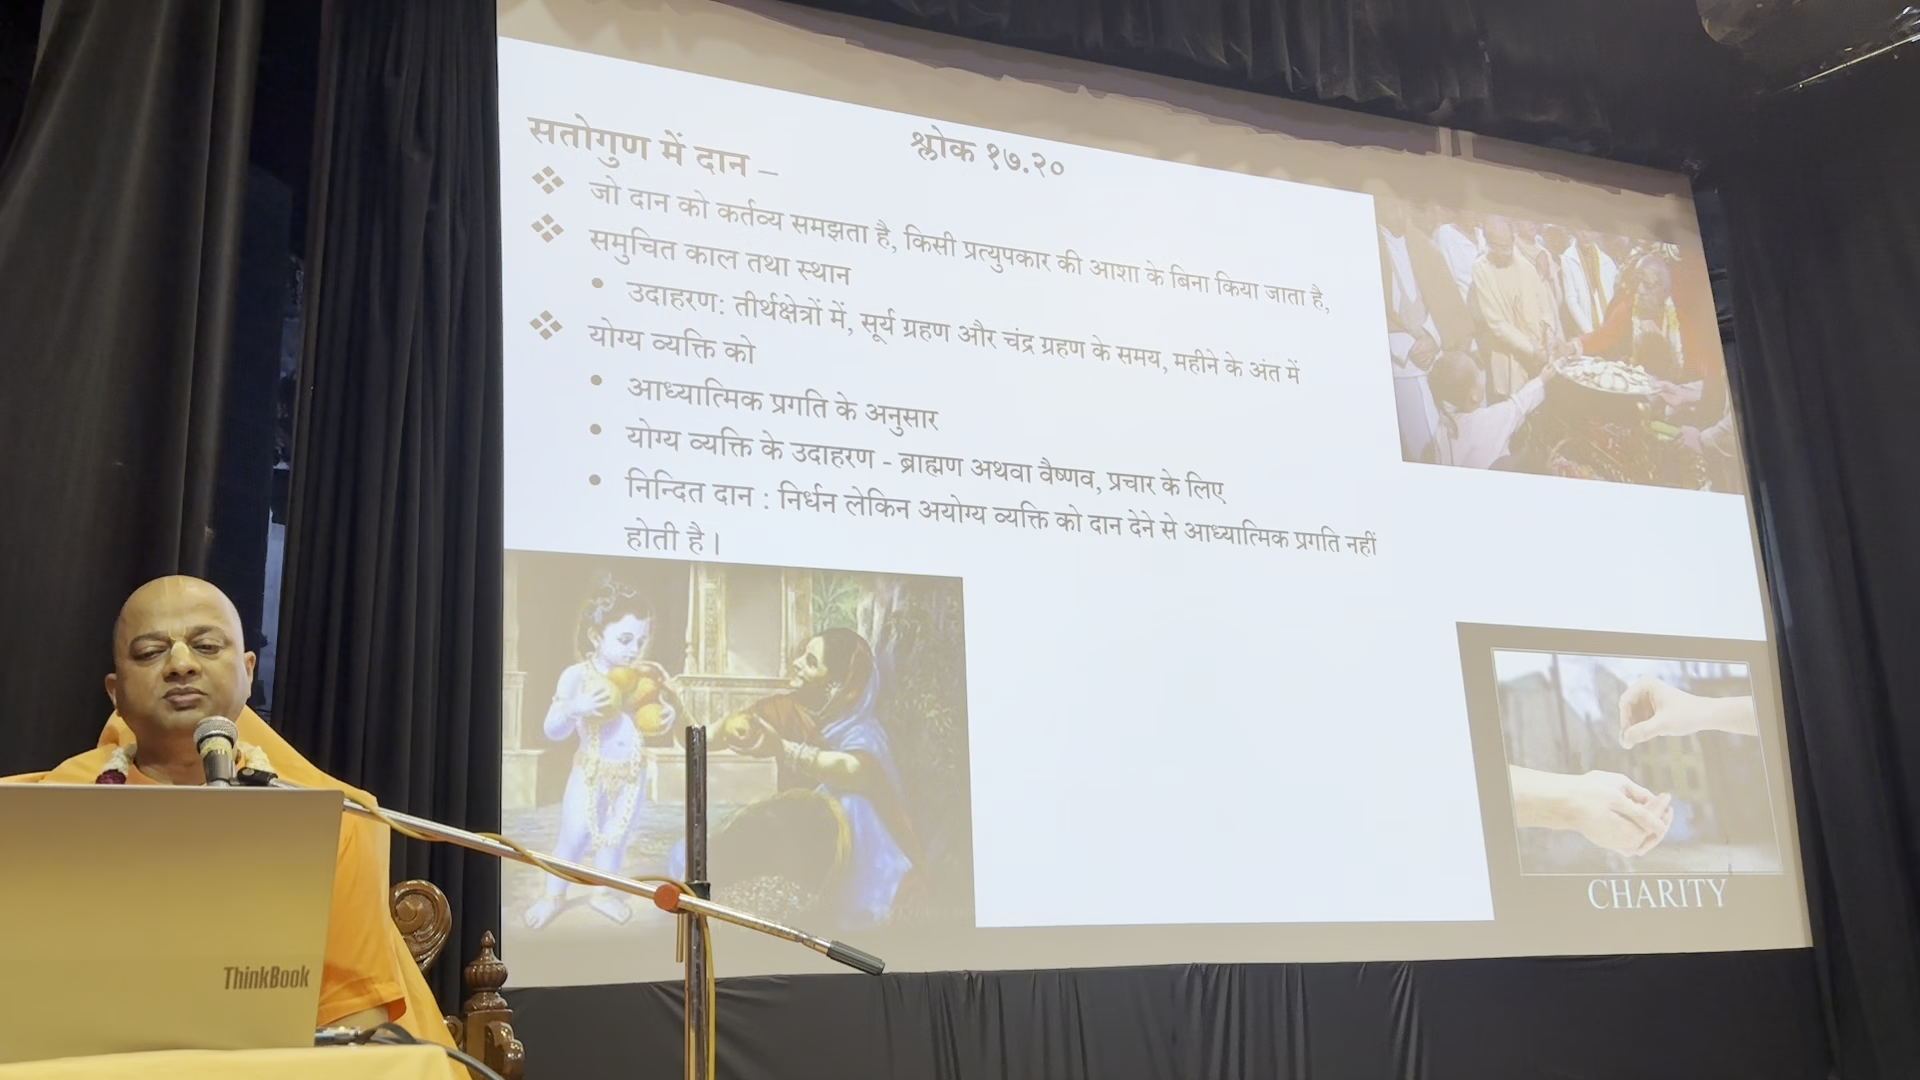 श्लोक १७.२०
सतोगुण में दान –
❖ जो दान को कर्तव्य समझता है, किसी प्रत्युपकार की आशा के बिना किया जाता है,
❖ समुचित काल तथा स्थान
• उदाहरण: तीर्थक्षेत्रों में, सूर्य ग्रहण और चंद्र ग्रहण के समय, महीने के अंत में
❖ योग्य व्यक्ति को
• आध्यात्मिक प्रगति के अनुसार
• योग्य व्यक्ति के उदाहरण - ब्राह्मण अथवा वैष्णव, प्रचार के लिए
• निन्दित दान : निर्धन लेकिन अयोग्य व्यक्ति को दान देने से आध्यात्मिक प्रगति नहीं
होती है।
CHARITY
ThinkBook